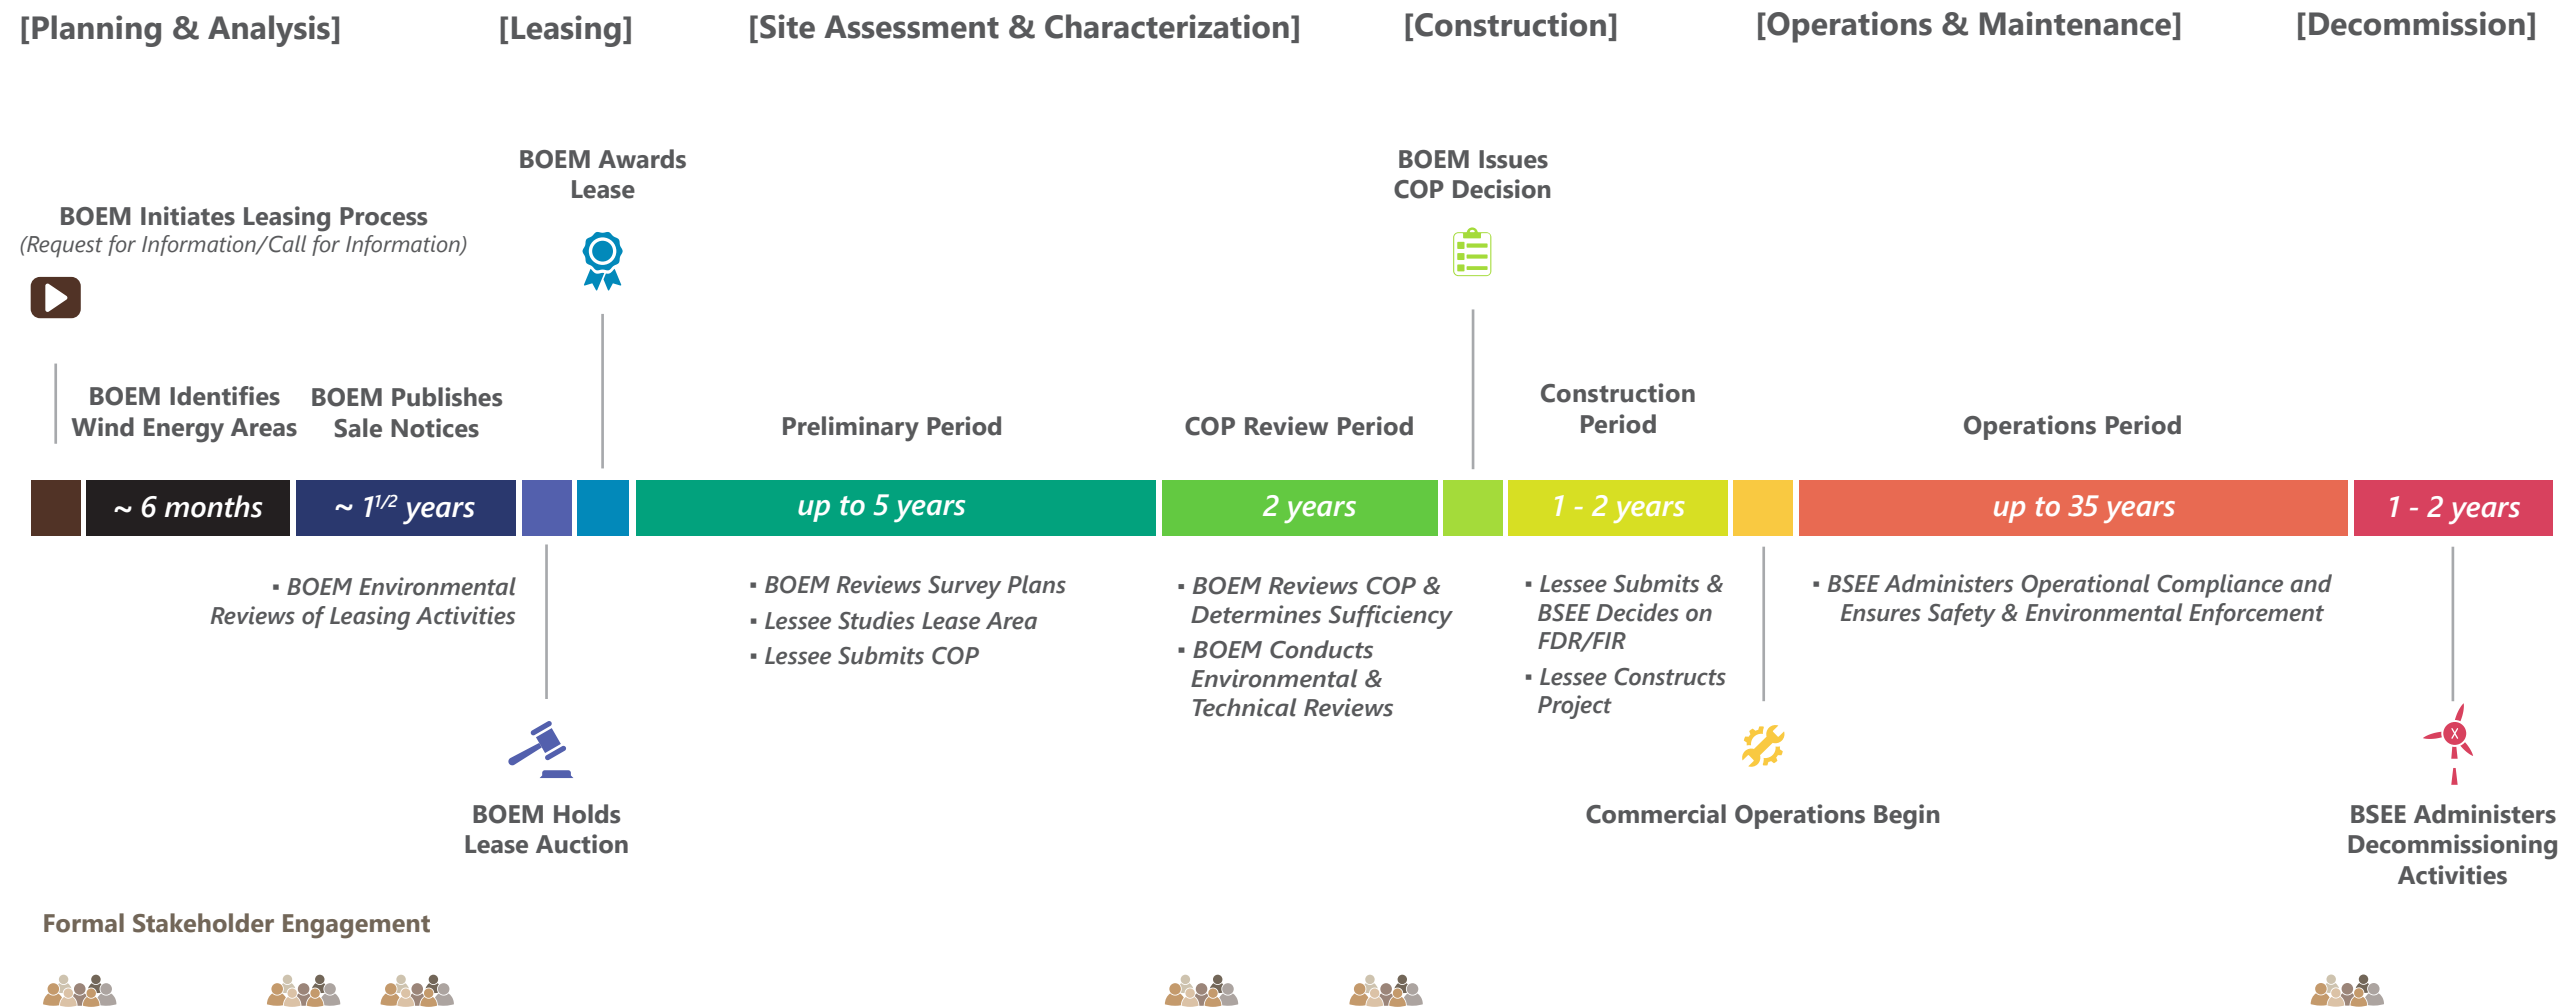 [Planning & Analysis]
[Leasing]
[Site Assessment & Characterization]
[Construction]
[Operations & Maintenance]
[Decommission]
BOEM Initiates Leasing Process
(Request for Information/Call for Information)
BOEM Awards
Lease
BOEM Issues
COP Decision
BOEM Identifies
Wind Energy Areas
BOEM Publishes
Sale Notices
Preliminary Period
COP Review Period
Construction
Period
Operations Period
~ 6 months
~ 1 1/2 years
up to 5 years
2 years
1 - 2 years
up to 35 years
1 - 2 years
▪ BOEM Environmental
Reviews of Leasing Activities
▪ BOEM Reviews Survey Plans
▪ Lessee Studies Lease Area
▪ Lessee Submits COP
▪ BOEM Reviews COP &
Determines Sufficiency
▪ BOEM Conducts
Environmental &
Technical Reviews
▪ Lessee Submits &
BSEE Decides on
FDR/FIR
▪ Lessee Constructs
Project
▪ BSEE Administers Operational Compliance and
Ensures Safety & Environmental Enforcement
X
BOEM Holds
Lease Auction
Commercial Operations Begin
BSEE Administers
Decommissioning
Activities
Formal Stakeholder Engagement